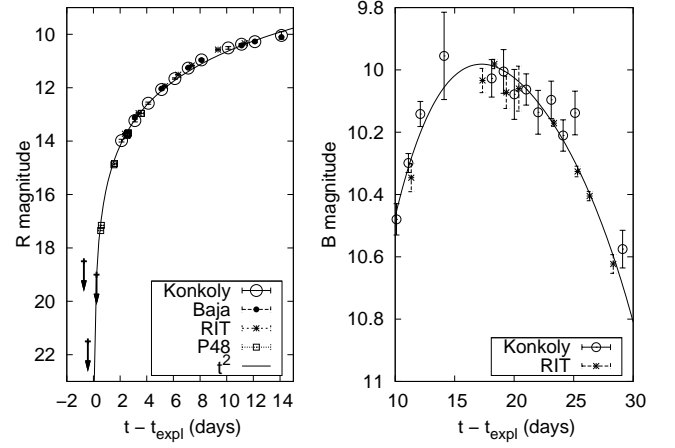 10
12
14
16
18
20
22
R magnitude
Konkoly
Baja
RIT
P48
t²
−2 0 2 4 6 8 10 12 14
t − t_expl (days)
9.8
10
10.2
10.4
10.6
10.8
11
B magnitude
Konkoly
RIT
10 15 20 25 30
t − t_expl (days)